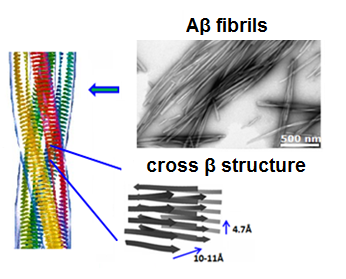 Aβ fibrils
500 nm
cross β structure
4.7Å
10-11Å